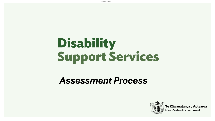 Disability
Support Services
Assessment Process